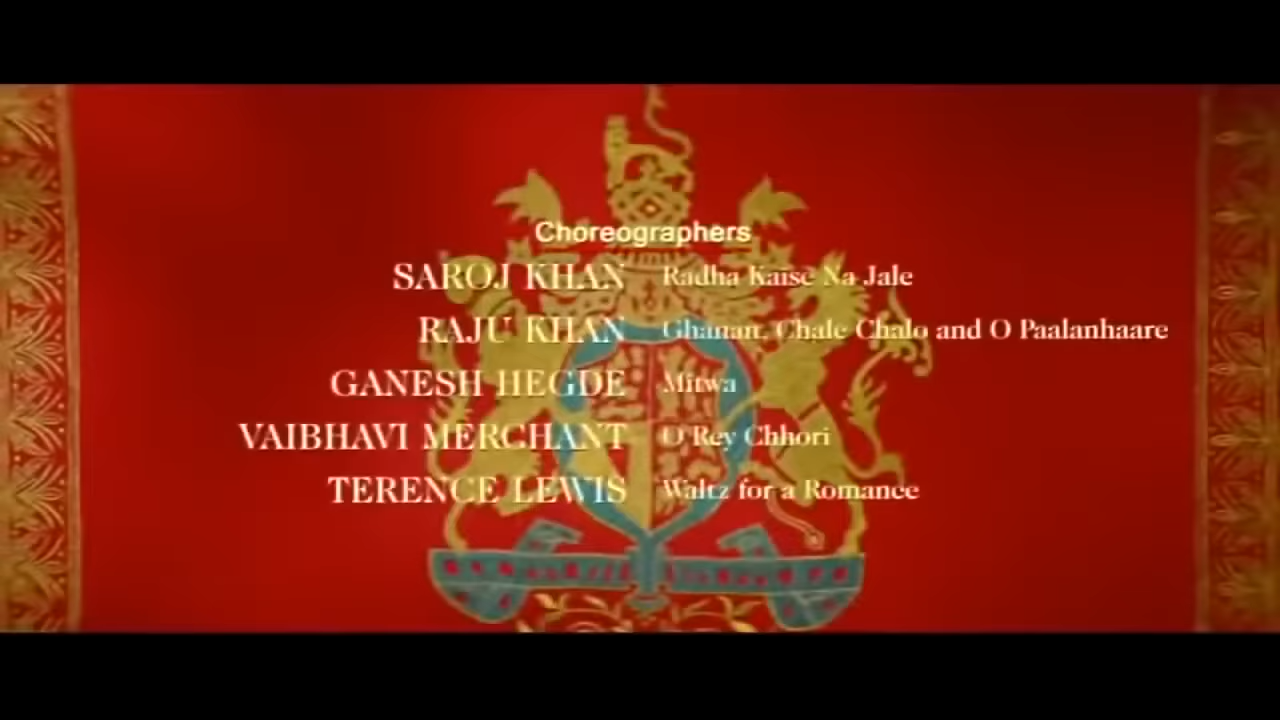 Choreographers
SAROJ KHAN Radha Kaise Na Jale
RAJU KHAN Ghanan, Chale Chalo and O Paalanhaare
GANESH HEGDE Mitwa
VAIBHAVI MERCHANT O Rey Chhori
TERENCE LEWIS Waltz for a Romance